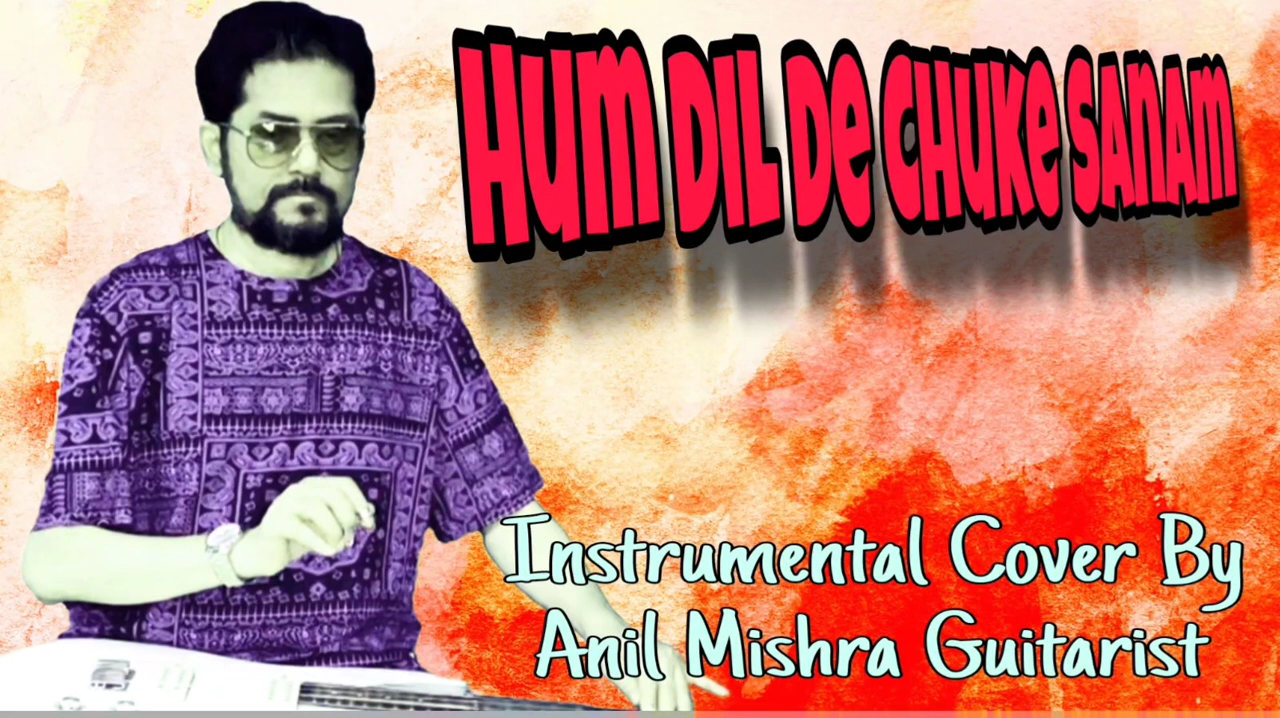 Hum Dil De Chuke Sanam
Instrumental Cover By
Anil Mishra Guitarist